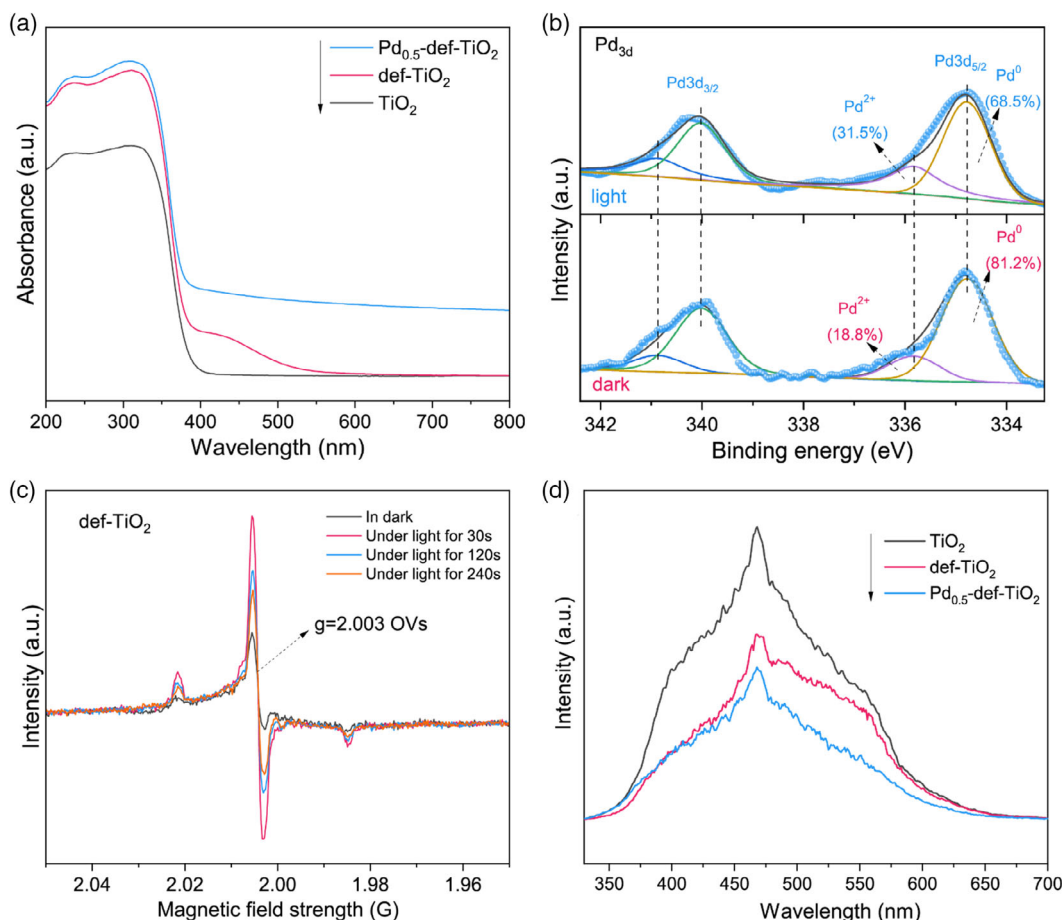 (a)
Pd0.5-def-TiO2
def-TiO2
TiO2
Absorbance (a.u.)
200 300 400 500 600 700 800
Wavelength (nm)
(b)
Pd3d
Pd3d3/2
Pd3d5/2
Pd2+
(31.5%)
Pd0
(68.5%)
light
Pd2+
(18.8%)
Pd0
(81.2%)
dark
Intensity (a.u.)
342 340 338 336 334
Binding energy (eV)
(c)
def-TiO2
In dark
Under light for 30s
Under light for 120s
Under light for 240s
g=2.003 OVs
Intensity (a.u.)
2.04 2.02 2.00 1.98 1.96
Magnetic field strength (G)
(d)
TiO2
def-TiO2
Pd0.5-def-TiO2
Intensity (a.u.)
350 400 450 500 550 600 650 700
Wavelength (nm)